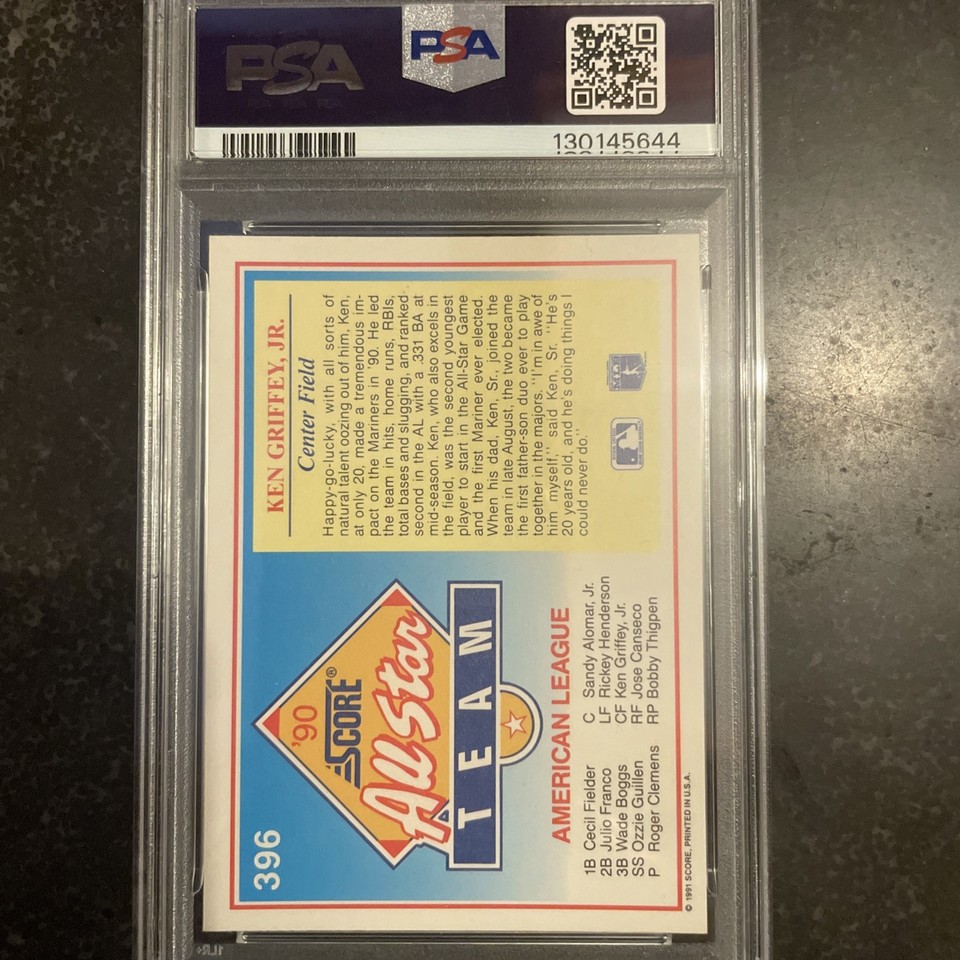 PSA
PSA
130145644
396
'90
SCORE®
All-Star
TEAM
AMERICAN LEAGUE
1B Cecil Fielder
2B Julio Franco
3B Wade Boggs
SS Ozzie Guillen
P Roger Clemens
C Sandy Alomar, Jr.
LF Rickey Henderson
CF Ken Griffey, Jr.
RF Jose Canseco
RP Bobby Thigpen
© 1991 SCORE, PRINTED IN U.S.A.
KEN GRIFFEY, JR.
Center Field
Happy-go-lucky, with all sorts of
natural talent oozing out of him, Ken,
at only 20, made a tremendous im-
pact on the Mariners in '90. He led
the team in hits, home runs, RBIs,
total bases and slugging, and ranked
second in the AL with a .331 BA at
mid-season. Ken, who also excels in
the field, was the second youngest
player to start in the All-Star Game
and the first Mariner ever elected.
When his dad, Ken, Sr., joined the
team in late August, the two became
the first father-son duo ever to play
together in the majors. "I'm in awe of
him myself," said Ken, Sr. "He's
20 years old, and he's doing things I
could never do."